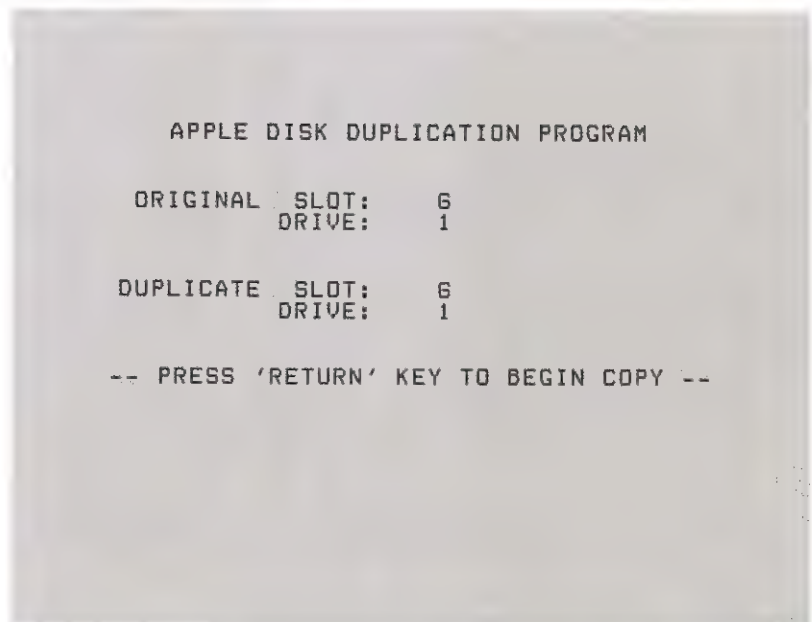 APPLE DISK DUPLICATION PROGRAM
ORIGINAL SLOT: 6
DRIVE: 1
DUPLICATE SLOT: 6
DRIVE: 1
-- PRESS 'RETURN' KEY TO BEGIN COPY --